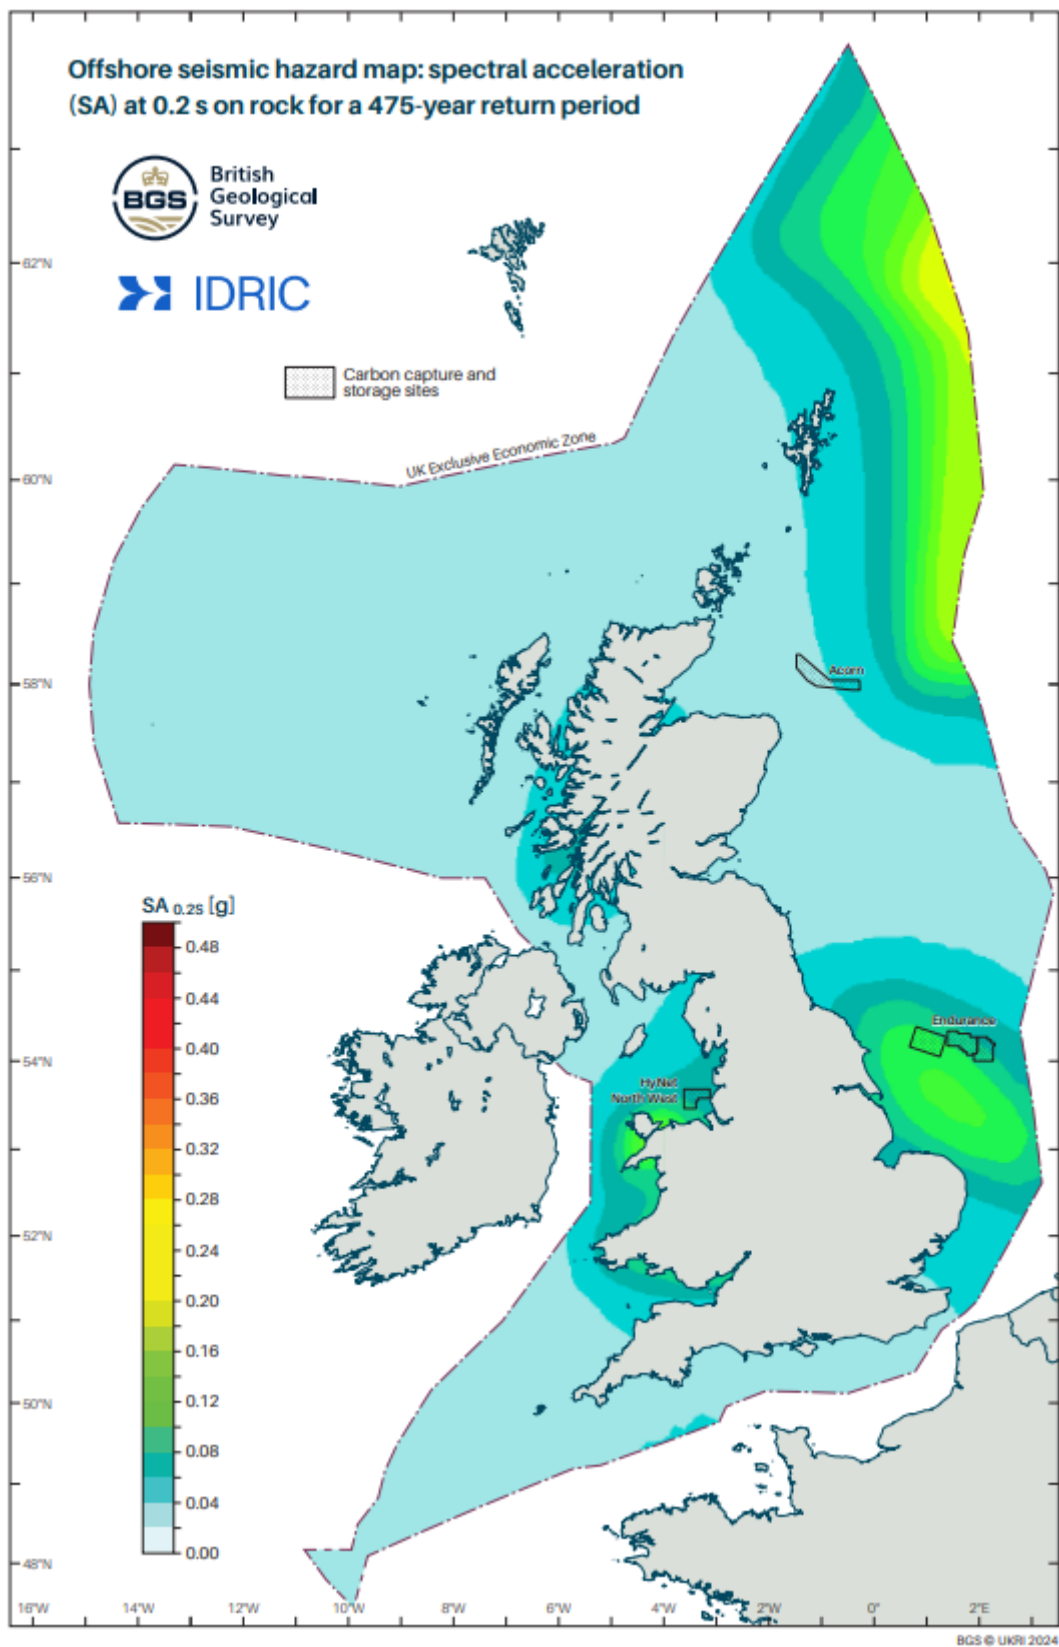 Offshore seismic hazard map: spectral acceleration
(SA) at 0.2 s on rock for a 475-year return period
BGS
British
Geological
Survey
IDRIC
Carbon capture and
storage sites
UK Exclusive Economic Zone
62°N
60°N
58°N
56°N
54°N
52°N
50°N
48°N
Acorn
Endurance
HyNet
North West
SA 0.2S [g]
0.48
0.44
0.40
0.36
0.32
0.28
0.24
0.20
0.16
0.12
0.08
0.04
0.00
16°W
14°W
12°W
10°W
8°W
6°W
4°W
2°W
0°
2°E
BGS © UKRI 2024